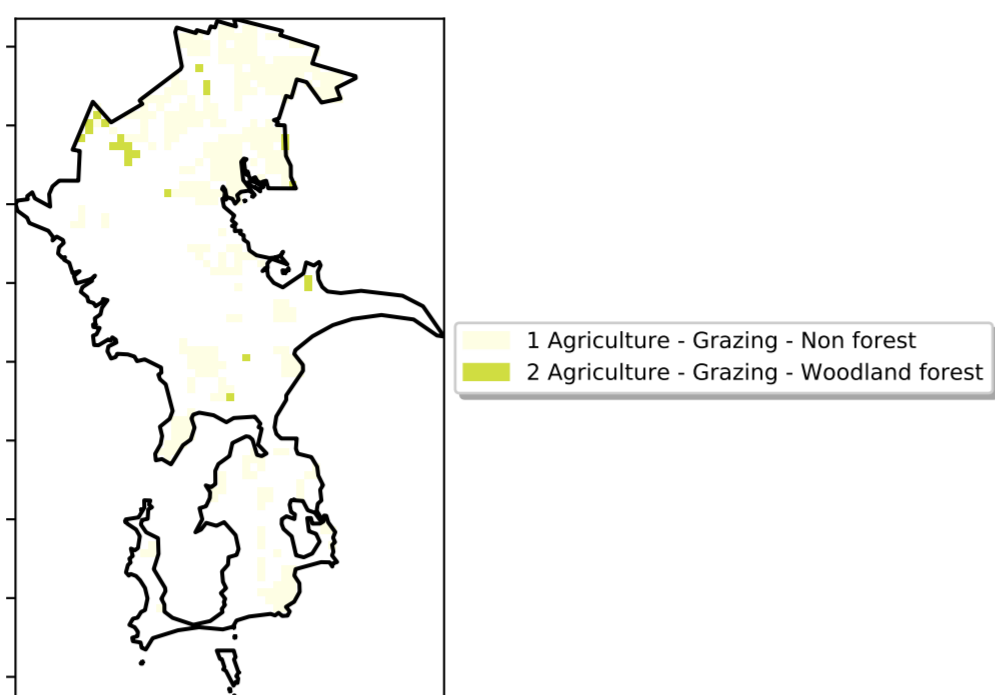 1 Agriculture - Grazing - Non forest
2 Agriculture - Grazing - Woodland forest